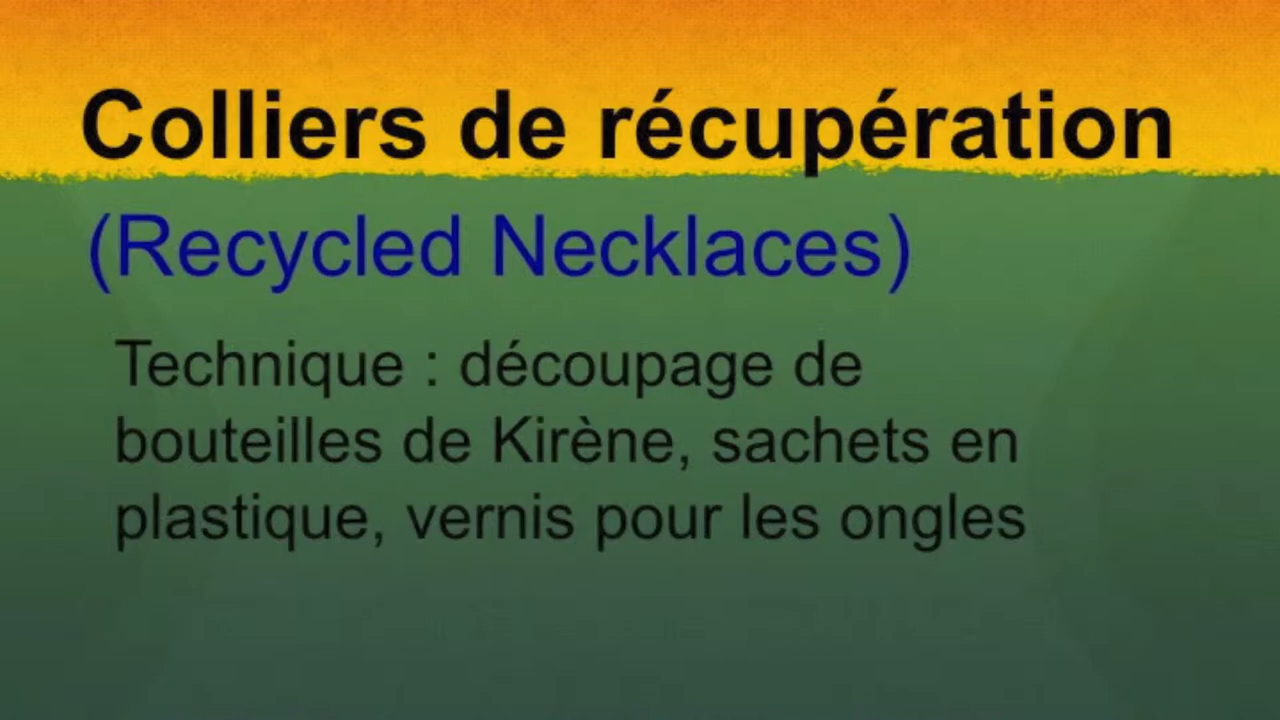 Colliers de récupération
(Recycled Necklaces)
Technique : découpage de
bouteilles de Kirène, sachets en
plastique, vernis pour les ongles